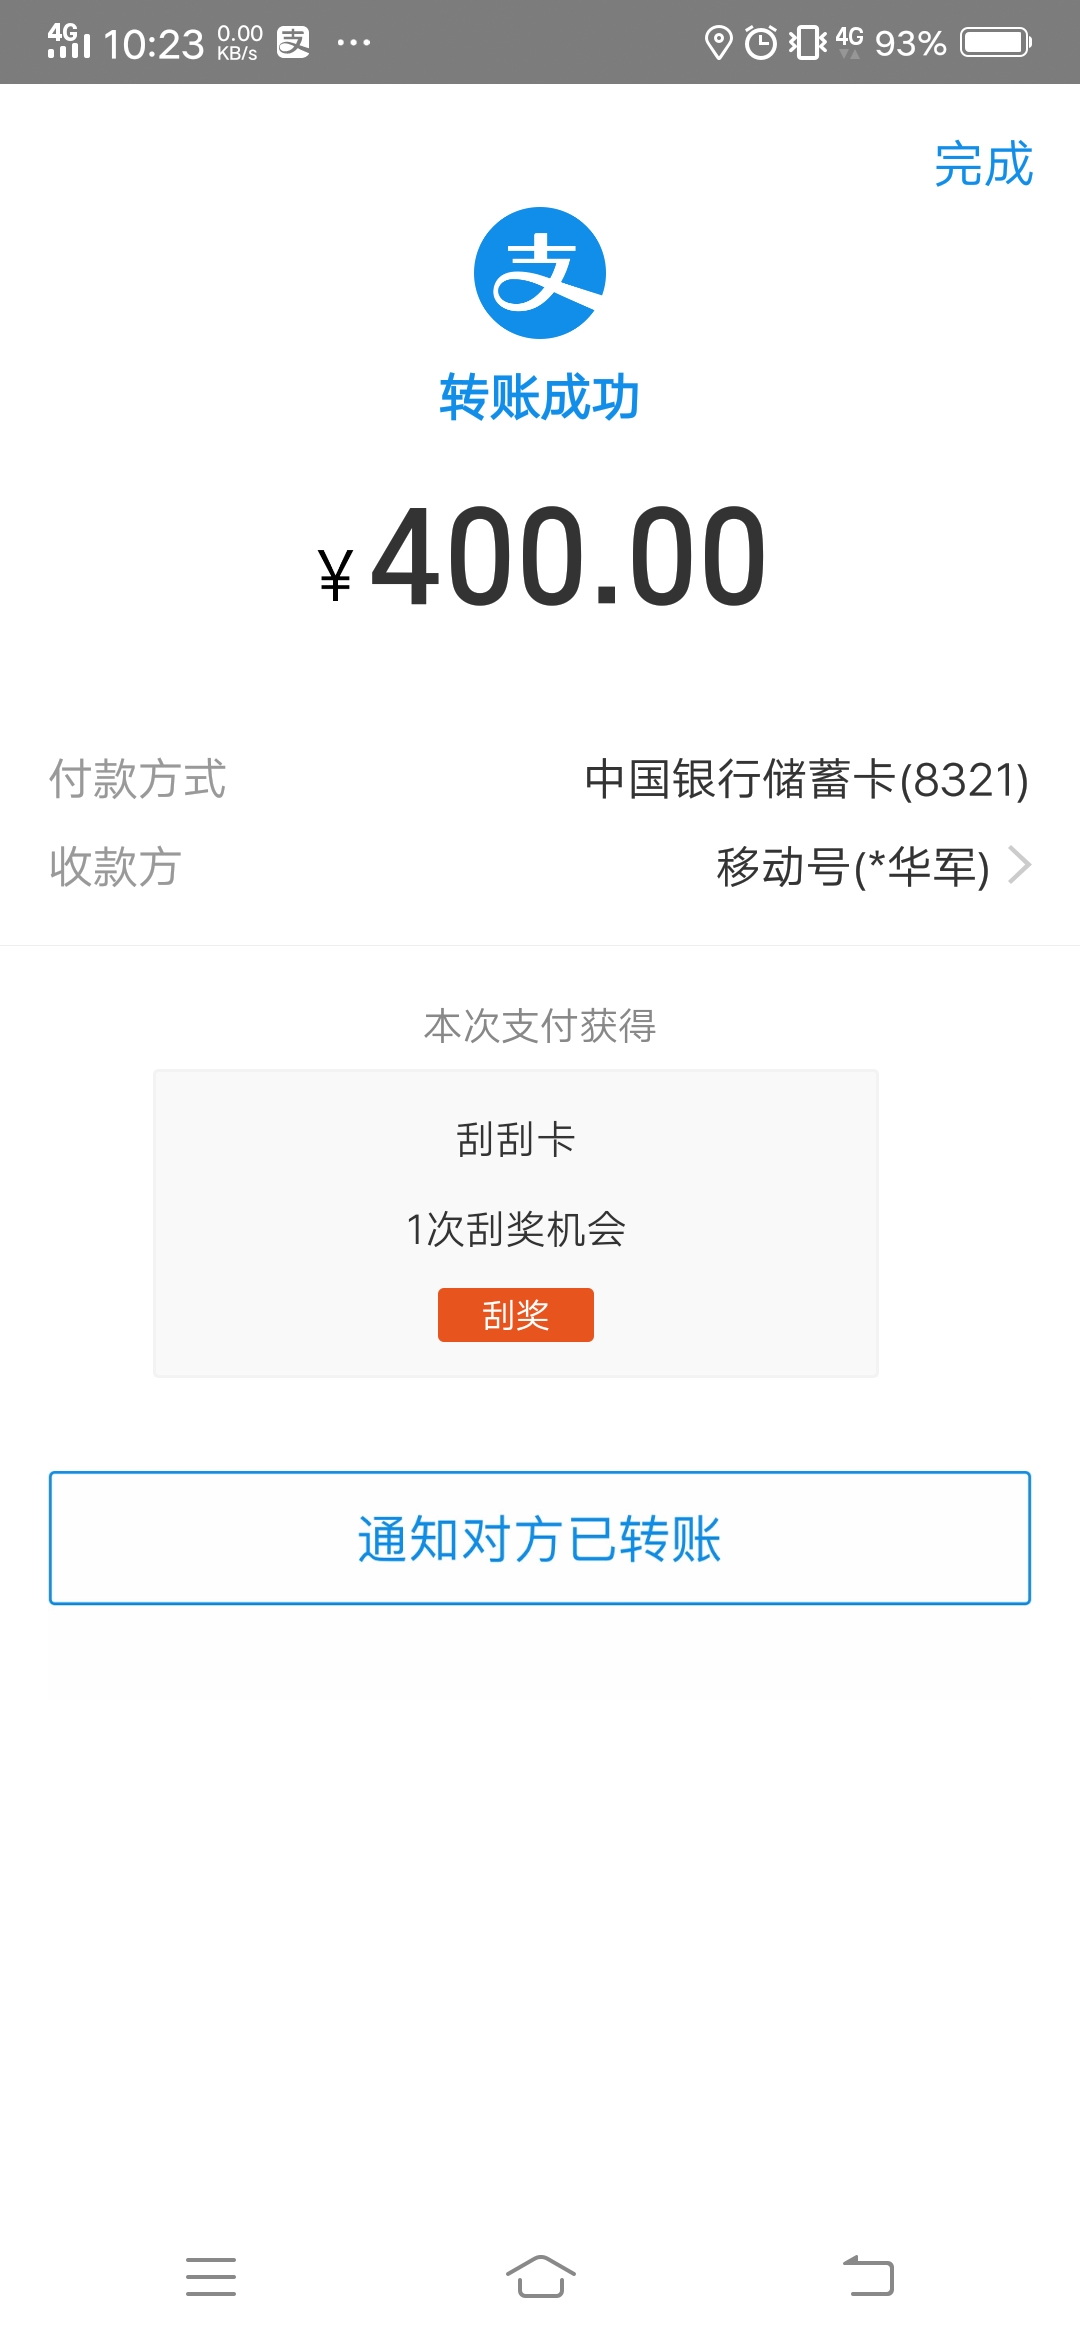 4G 10:23 0.00 KB/s 支 ... 4G 93%
完成
支
转账成功
¥400.00
付款方式 中国银行储蓄卡(8321)
收款方 移动号(*华军)
本次支付获得
刮刮卡
1次刮奖机会
刮奖
通知对方已转账